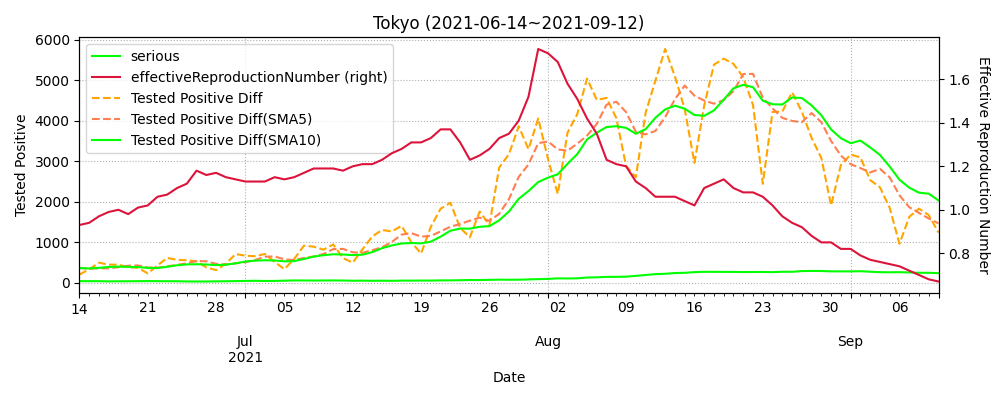 Tokyo (2021-06-14~2021-09-12)
serious
effectiveReproductionNumber (right)
Tested Positive Diff
Tested Positive Diff(SMA5)
Tested Positive Diff(SMA10)
Tested Positive
6000
5000
4000
3000
2000
1000
0
Effective Reproduction Number
1.6
1.4
1.2
1.0
0.8
14 21 28 05 12 19 26 02 09 16 23 30 06
Jul Aug Sep
2021
Date